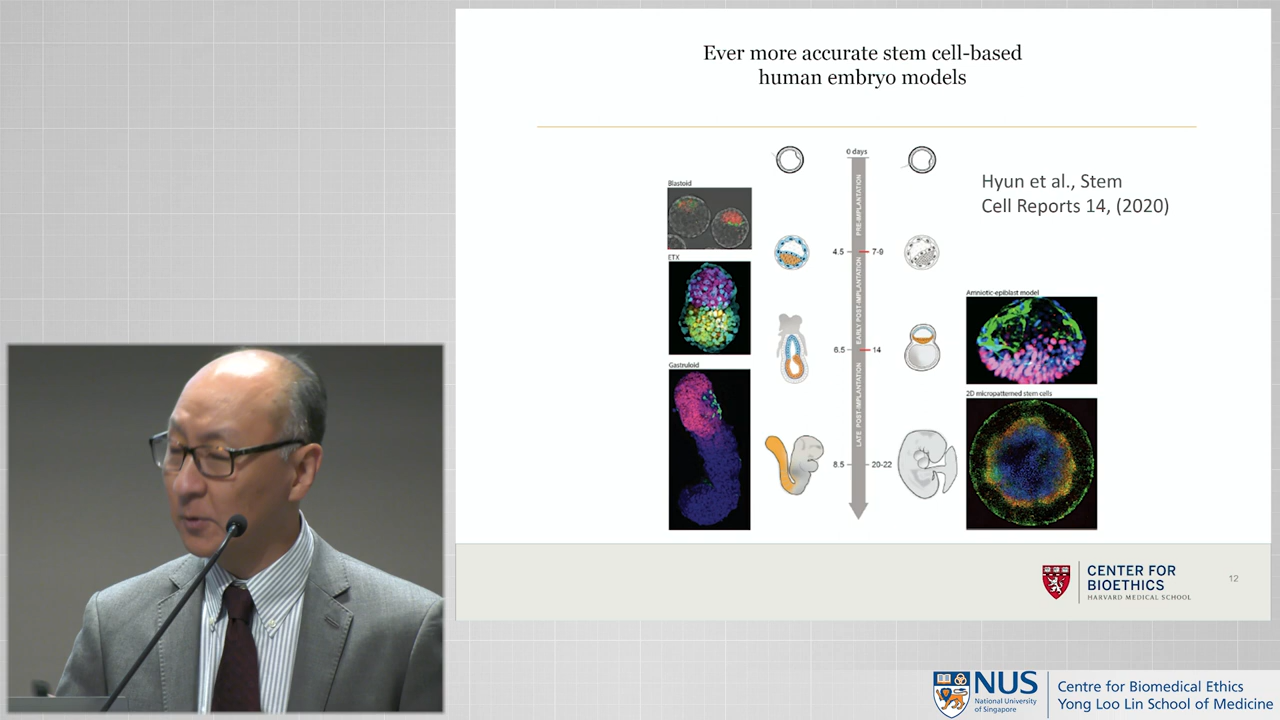 Ever more accurate stem cell-based
human embryo models
Hyun et al., Stem
Cell Reports 14, (2020)
0 days
PRE-IMPLANTATION
4.5
7-9
EARLY POST-IMPLANTATION
6.5
14
LATE POST-IMPLANTATION
8.5
20-22
Blastoid
ETX
Gastruloid
Amniotic-epiblast model
2D micropatterned stem cells
CENTER FOR
BIOETHICS
HARVARD MEDICAL SCHOOL
12
NUS
National University
of Singapore
Centre for Biomedical Ethics
Yong Loo Lin School of Medicine